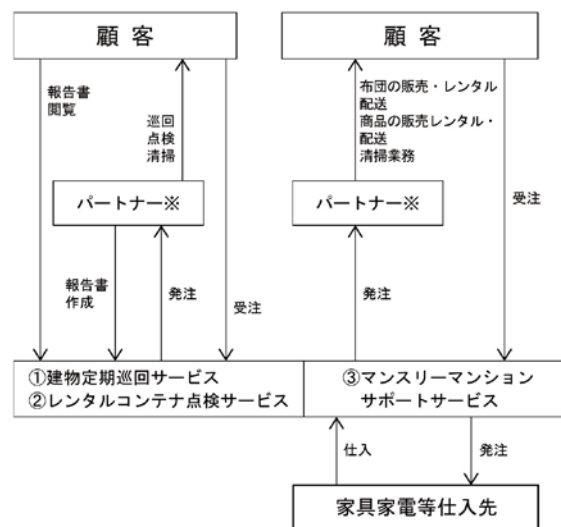 顧 客
報告書
閲覧
巡回
点検
清掃
パートナー※
報告書
作成
発注
受注
①建物定期巡回サービス
②レンタルコンテナ点検サービス
顧 客
布団の販売・レンタル
配送
商品の販売レンタル・
配送
清掃業務
パートナー※
受注
発注
③マンスリーマンション
サポートサービス
仕入
発注
家具家電等仕入先